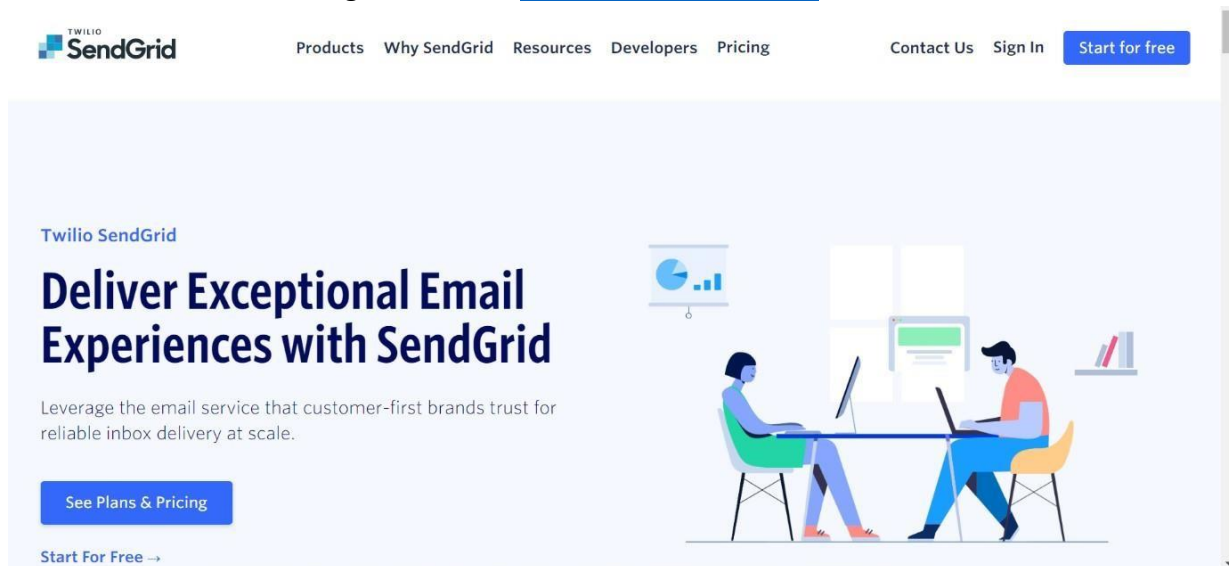 TWILIO
SendGrid
Products Why SendGrid Resources Developers Pricing Contact Us Sign In Start for free
Twilio SendGrid
Deliver Exceptional Email
Experiences with SendGrid
Leverage the email service that customer-first brands trust for
reliable inbox delivery at scale.
See Plans & Pricing
Start For Free →